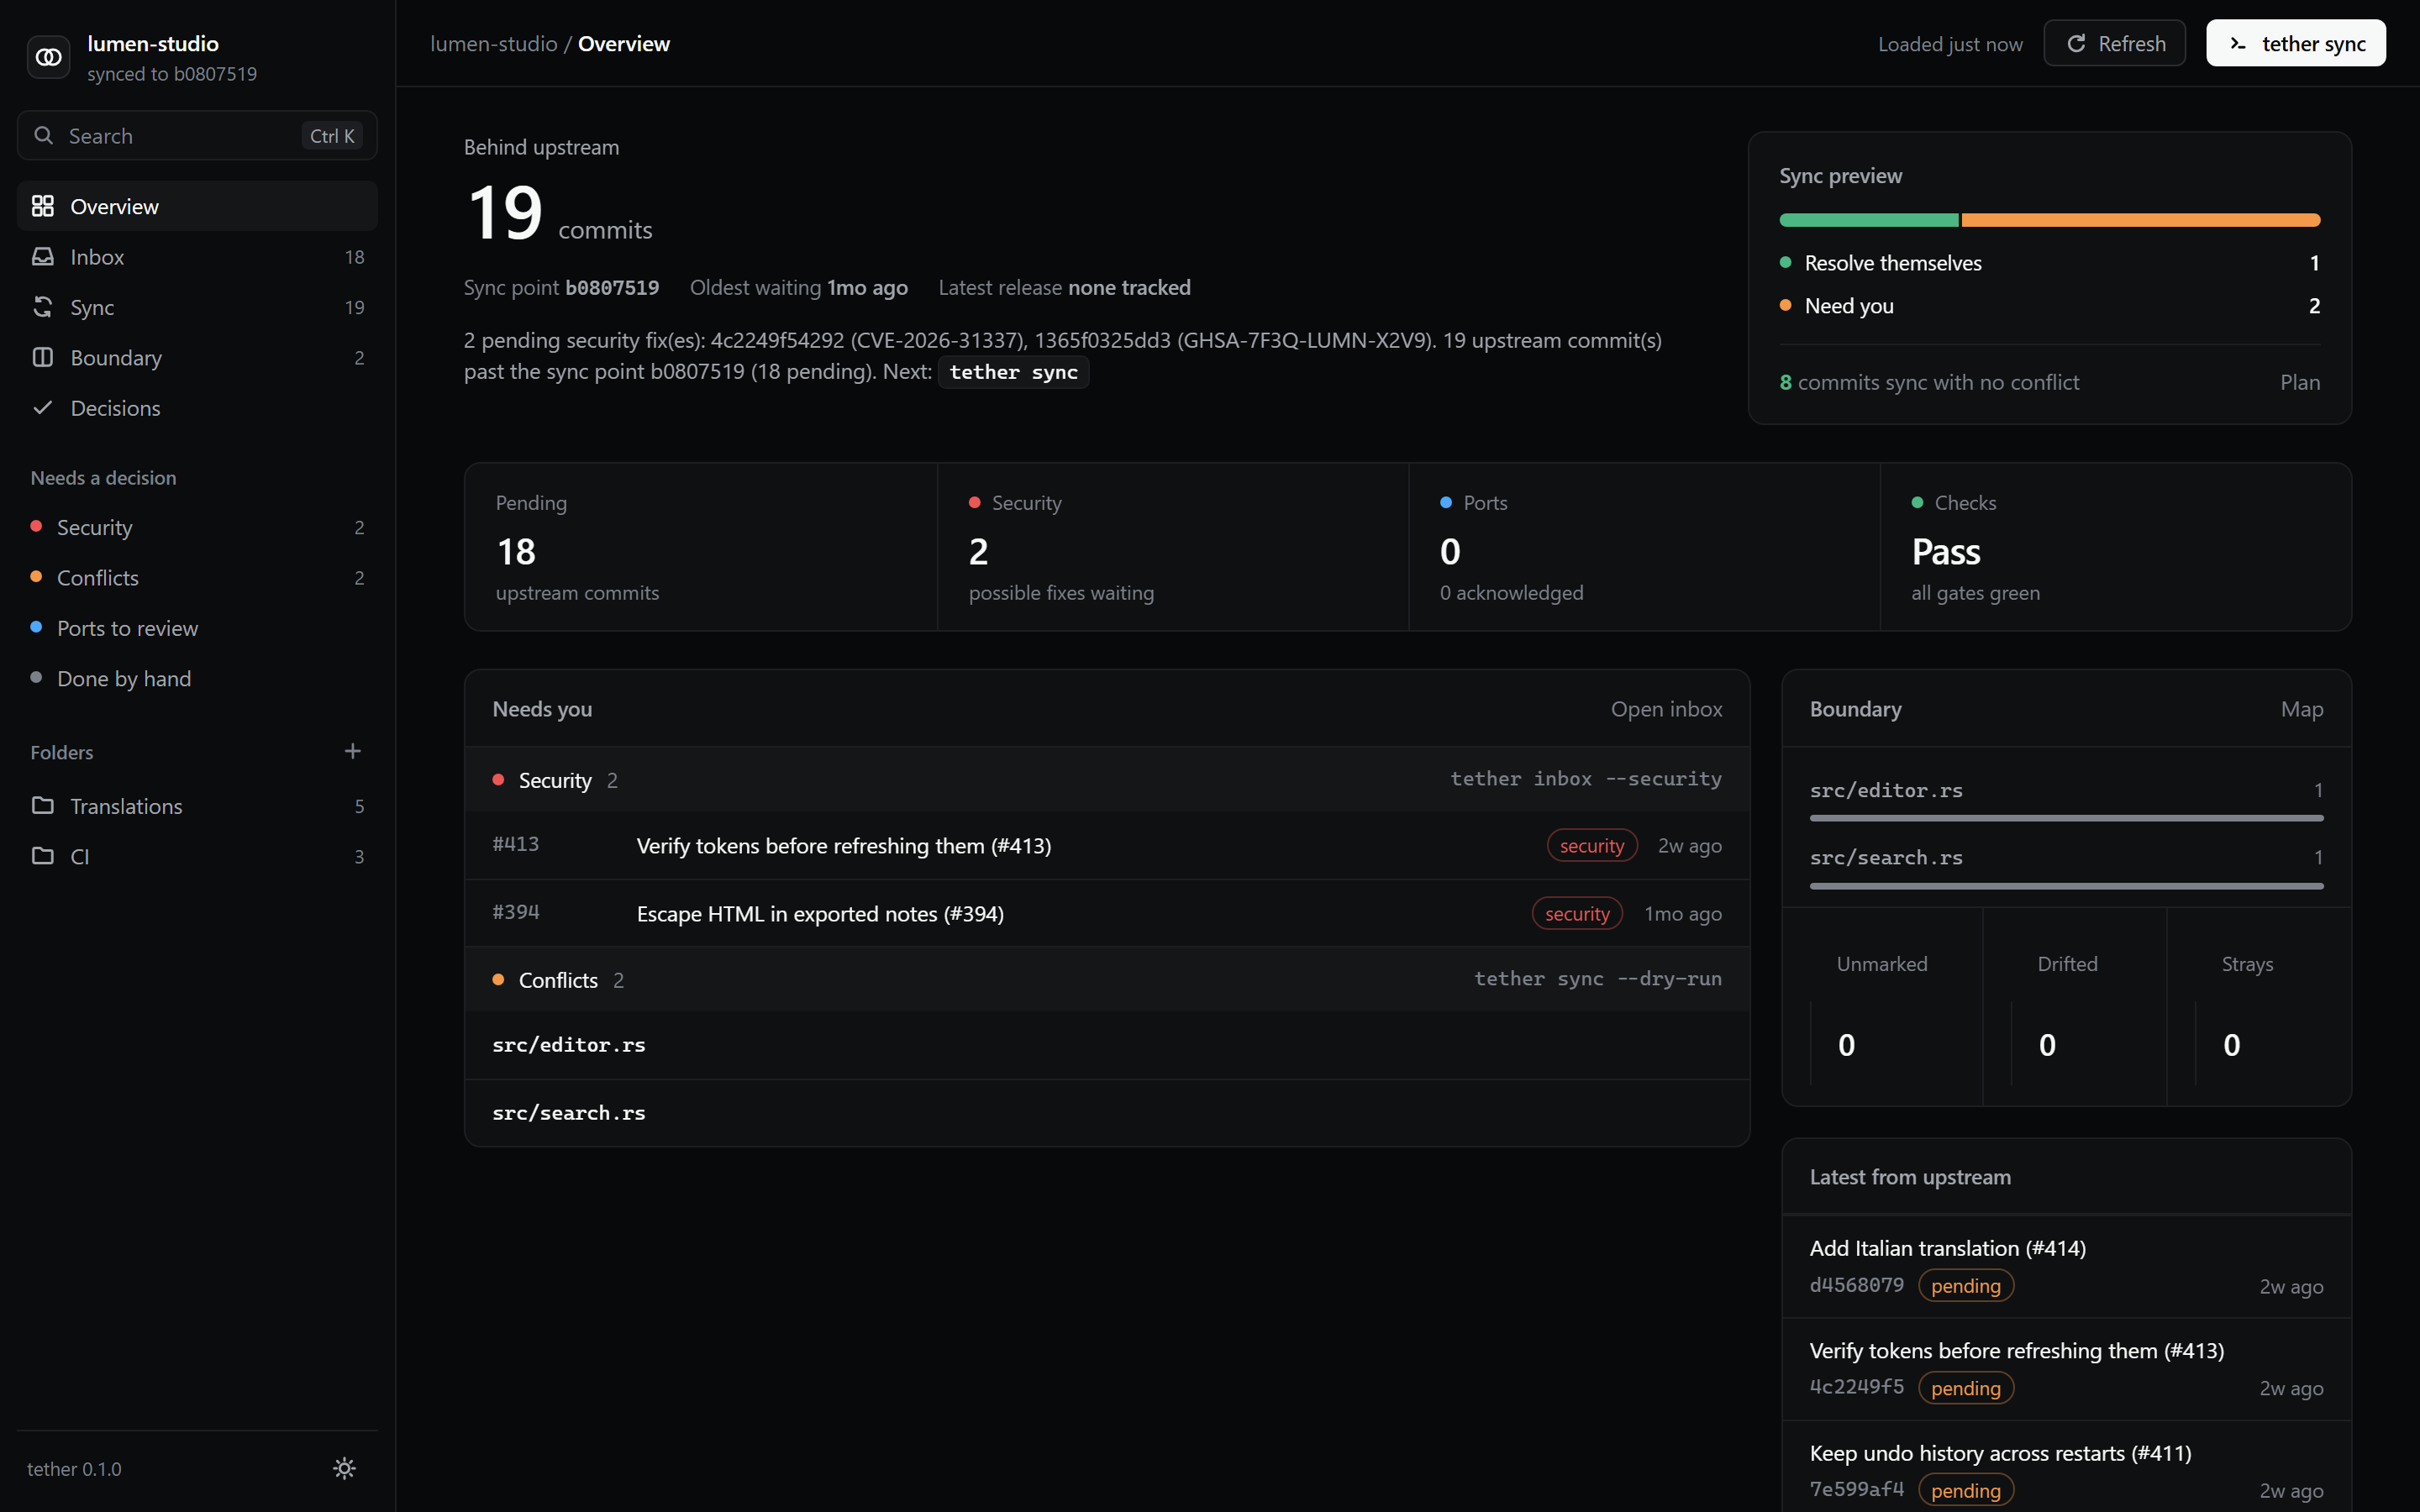 lumen-studio
synced to b0807519
Search
Ctrl K
Overview
Inbox 18
Sync 19
Boundary 2
Decisions
Needs a decision
Security 2
Conflicts 2
Ports to review
Done by hand
Folders
Translations 5
CI 3
tether 0.1.0
lumen-studio / Overview
Loaded just now
Refresh
tether sync
Behind upstream
19 commits
Sync point b0807519 Oldest waiting 1mo ago Latest release none tracked
2 pending security fix(es): 4c2249f54292 (CVE-2026-31337), 1365f0325dd3 (GHSA-7F3Q-LUMN-X2V9). 19 upstream commit(s)
past the sync point b0807519 (18 pending). Next: tether sync
Sync preview
Resolve themselves 1
Need you 2
8 commits sync with no conflict Plan
Pending
18
upstream commits
Security
2
possible fixes waiting
Ports
0
0 acknowledged
Checks
Pass
all gates green
Needs you Open inbox
Security 2 tether inbox --security
#413 Verify tokens before refreshing them (#413) security 2w ago
#394 Escape HTML in exported notes (#394) security 1mo ago
Conflicts 2 tether sync --dry-run
src/editor.rs
src/search.rs
Boundary Map
src/editor.rs 1
src/search.rs 1
Unmarked Drifted Strays
0 0 0
Latest from upstream
Add Italian translation (#414)
d4568079 pending 2w ago
Verify tokens before refreshing them (#413)
4c2249f5 pending 2w ago
Keep undo history across restarts (#411)
7e599af4 pending 2w ago